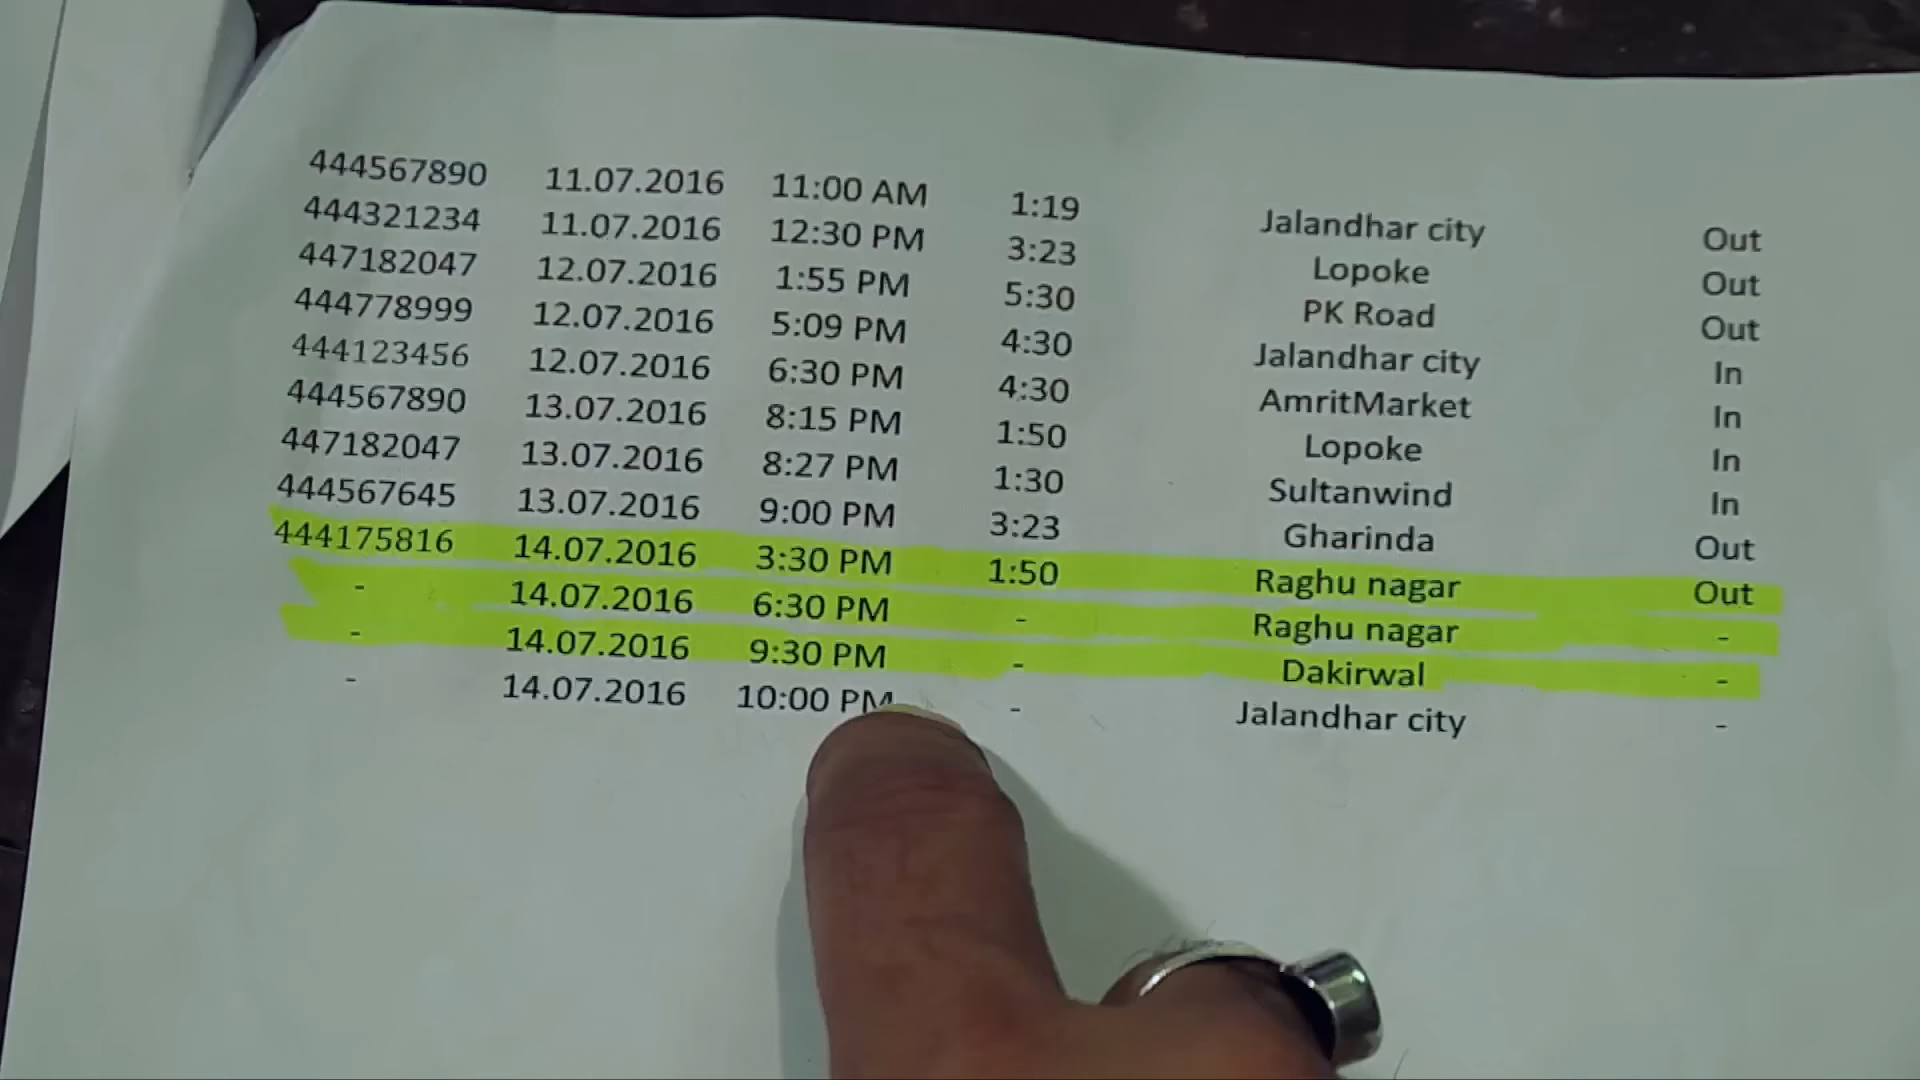 444567890 11.07.2016 11:00 AM 1:19 Jalandhar city Out
444321234 11.07.2016 12:30 PM 3:23 Lopoke Out
447182047 12.07.2016 1:55 PM 5:30 PK Road Out
444778999 12.07.2016 5:09 PM 4:30 Jalandhar city In
444123456 12.07.2016 6:30 PM 4:30 AmritMarket In
444567890 13.07.2016 8:15 PM 1:50 Lopoke In
447182047 13.07.2016 8:27 PM 1:30 Sultanwind In
444567645 13.07.2016 9:00 PM 3:23 Gharinda Out
444175816 14.07.2016 3:30 PM 1:50 Raghu nagar Out
- 14.07.2016 6:30 PM - Raghu nagar -
- 14.07.2016 9:30 PM - Dakirwal -
- 14.07.2016 10:00 PM - Jalandhar city -